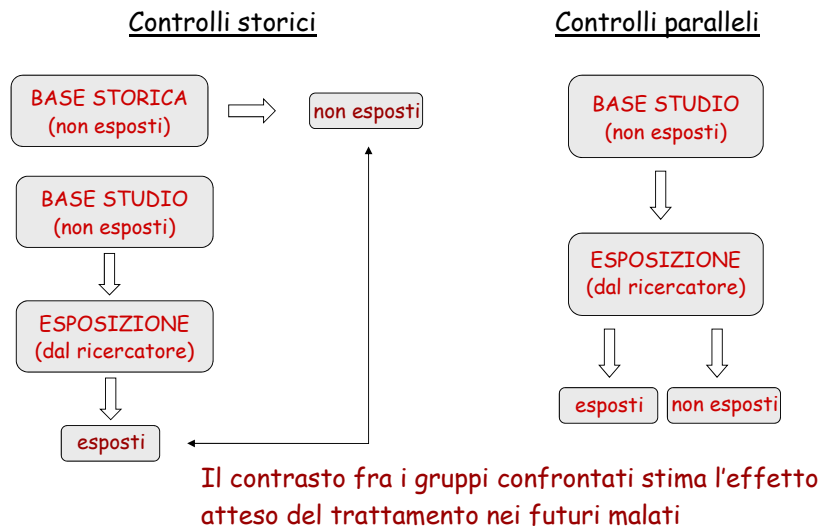 Controlli storici
BASE STORICA
(non esposti)
non esposti
BASE STUDIO
(non esposti)
ESPOSIZIONE
(dal ricercatore)
esposti
Controlli paralleli
BASE STUDIO
(non esposti)
ESPOSIZIONE
(dal ricercatore)
esposti
non esposti
Il contrasto fra i gruppi confrontati stima l'effetto
atteso del trattamento nei futuri malati